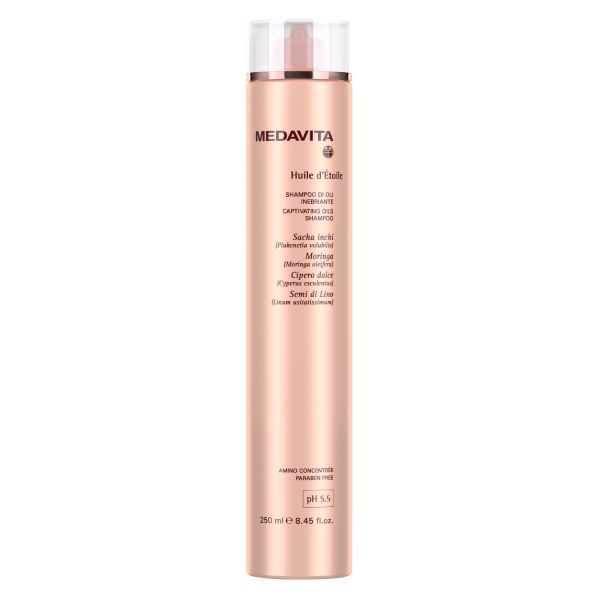 MEDAVITA
Huile d'Étoile
SHAMPOO DI OLI
INEBRIANTE
CAPTIVATING OILS
SHAMPOO
Sacha inchi
(Plukenetia volubilis)
Moringa
(Moringa oleifera)
Cipero dolce
(Cyperus esculentus)
Semi di Lino
(Linum usitatissimum)
AMINO CONCENTRÉE
PARABEN FREE
pH 5.5
250 ml ℮ 8.45 fl.oz.